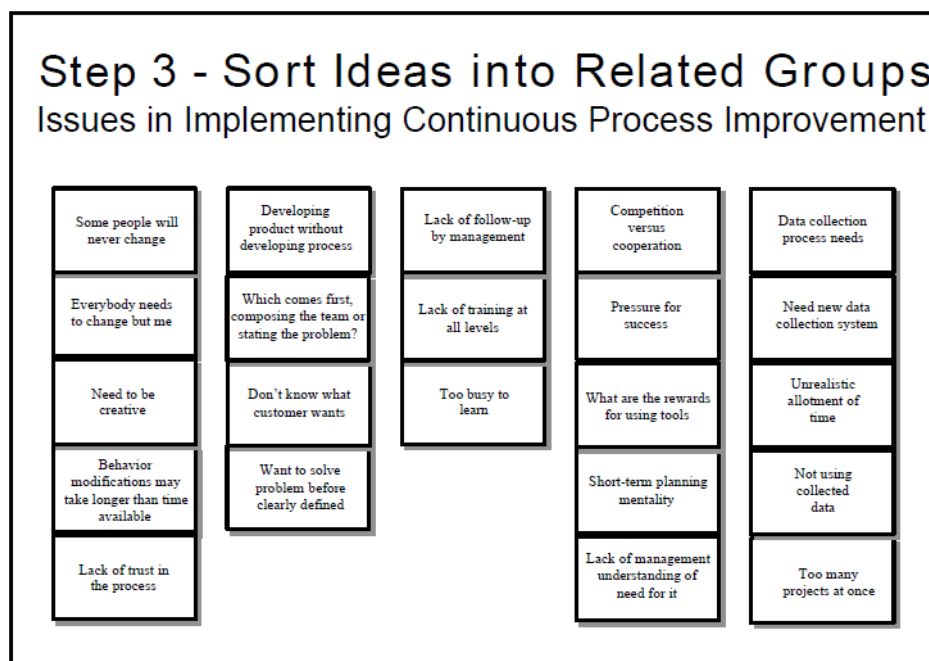 Step 3 - Sort Ideas into Related Groups
Issues in Implementing Continuous Process Improvement
Some people will
never change
Everybody needs
to change but me
Need to be
creative
Behavior
modifications may
take longer than time
available
Lack of trust in
the process
Developing
product without
developing process
Which comes first,
composing the team or
stating the problem?
Don't know what
customer wants
Want to solve
problem before
clearly defined
Lack of follow-up
by management
Lack of training at
all levels
Too busy to
learn
Competition
versus
cooperation
Pressure for
success
What are the rewards
for using tools
Short-term planning
mentality
Lack of management
understanding of
need for it
Data collection
process needs
Need new data
collection system
Unrealistic
allotment of
time
Not using
collected
data
Too many
projects at once